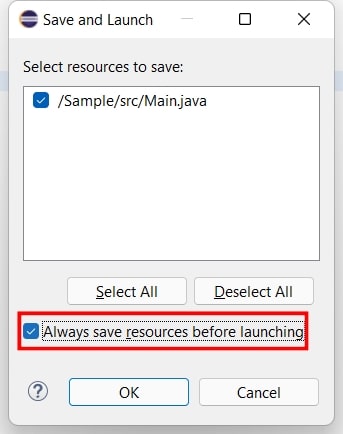 Save and Launch
Select resources to save:
/Sample/src/Main.java
Select All
Deselect All
Always save resources before launching
?
OK
Cancel